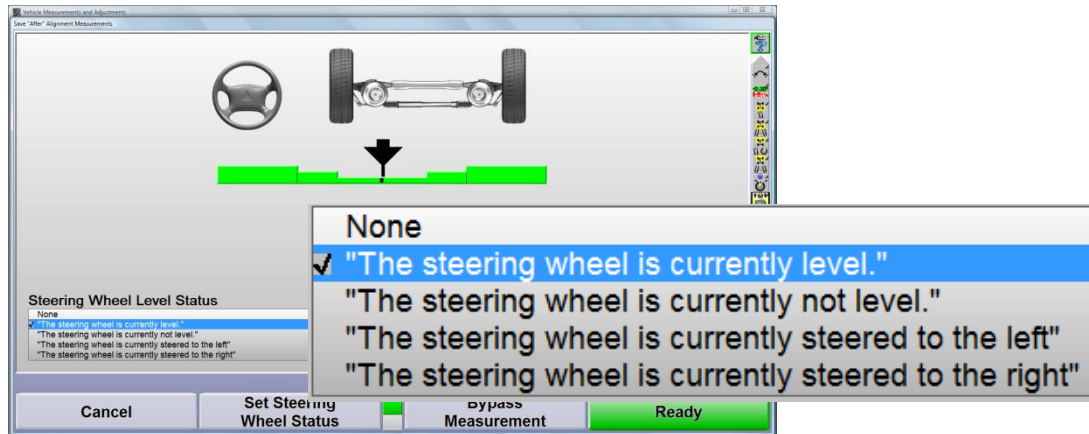 Vehicle Measurements and Adjustments
Save "After" Alignment Measurements
None
"The steering wheel is currently level."
"The steering wheel is currently not level."
"The steering wheel is currently steered to the left"
"The steering wheel is currently steered to the right"
Steering Wheel Level Status
None
"The steering wheel is currently level."
"The steering wheel is currently not level."
"The steering wheel is currently steered to the left"
"The steering wheel is currently steered to the right"
Cancel
Set Steering
Wheel Status
Bypass
Measurement
Ready